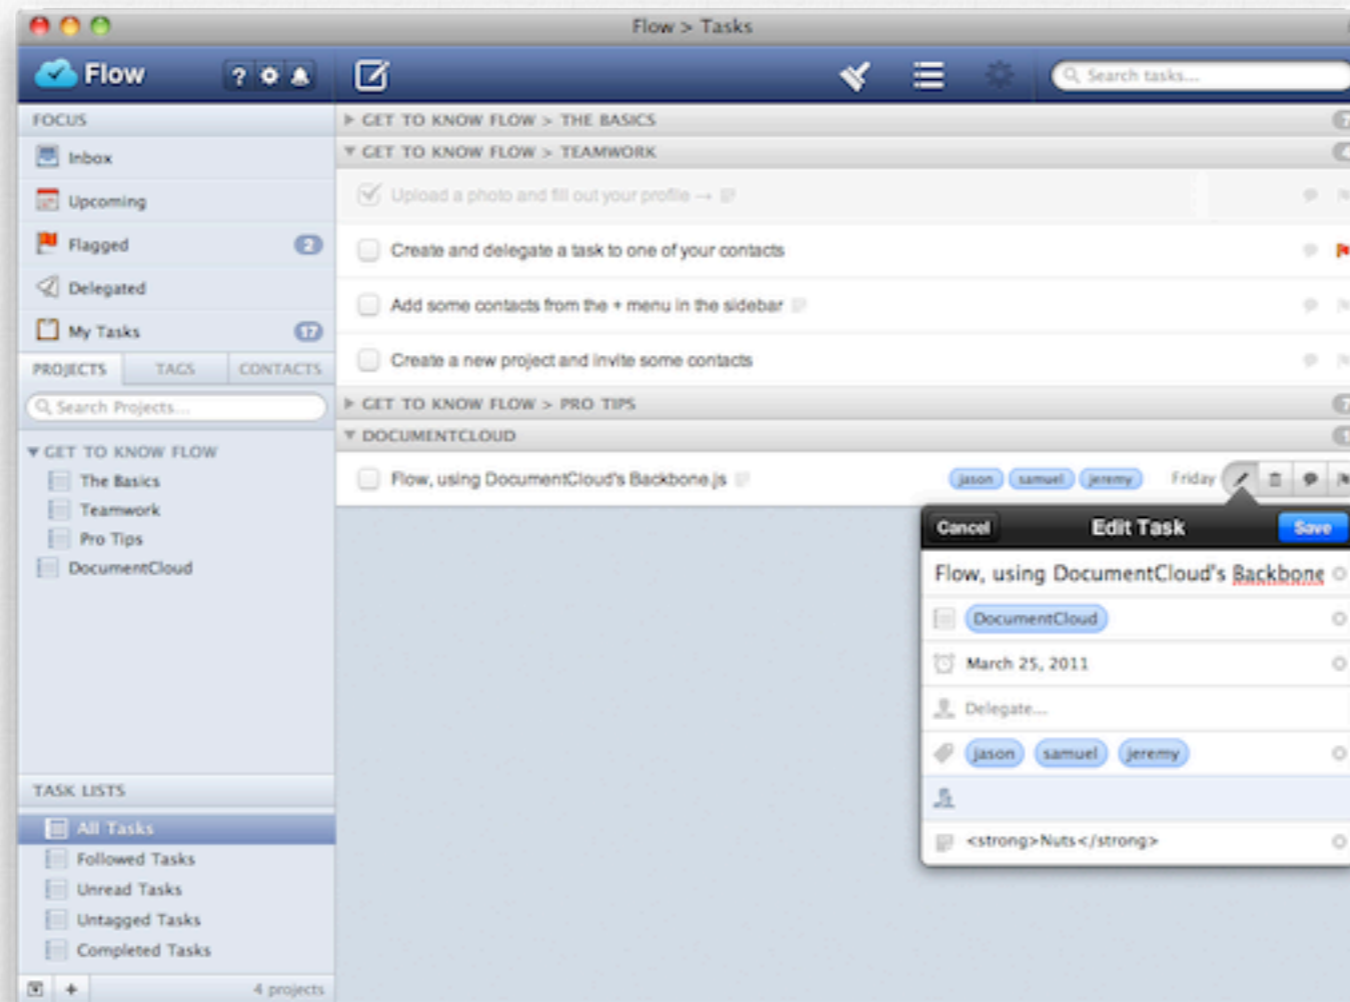 Flow > Tasks
Flow
?
Search tasks...
FOCUS
Inbox
Upcoming
Flagged 2
Delegated
My Tasks 17
PROJECTS TAGS CONTACTS
Search Projects...
GET TO KNOW FLOW
The Basics
Teamwork
Pro Tips
DocumentCloud
TASK LISTS
All Tasks
Followed Tasks
Unread Tasks
Untagged Tasks
Completed Tasks
+ 4 projects
GET TO KNOW FLOW > THE BASICS
GET TO KNOW FLOW > TEAMWORK
Upload a photo and fill out your profile →
Create and delegate a task to one of your contacts
Add some contacts from the + menu in the sidebar
Create a new project and invite some contacts
GET TO KNOW FLOW > PRO TIPS
DOCUMENTCLOUD
Flow, using DocumentCloud's Backbone.js jason samuel jeremy Friday
Cancel Edit Task Save
Flow, using DocumentCloud's Backbone
DocumentCloud
March 25, 2011
Delegate...
jason samuel jeremy
<strong>Nuts</strong>